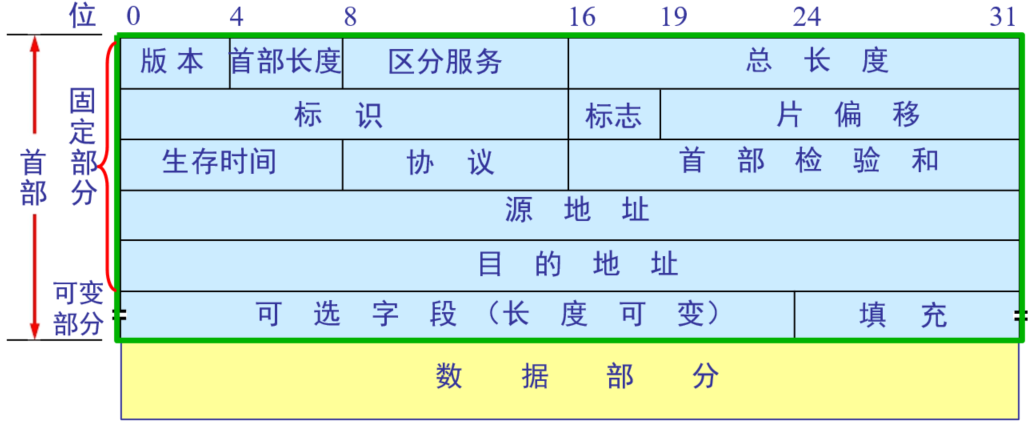 位 0 4 8 16 19 24 31
版 本 首部长度 区分服务 总 长 度
标 识 标志 片 偏 移
生存时间 协 议 首 部 检 验 和
源 地 址
目 的 地 址
可 选 字 段 （长 度 可 变） 填 充
数 据 部 分
首部
固定部分
可变
部分